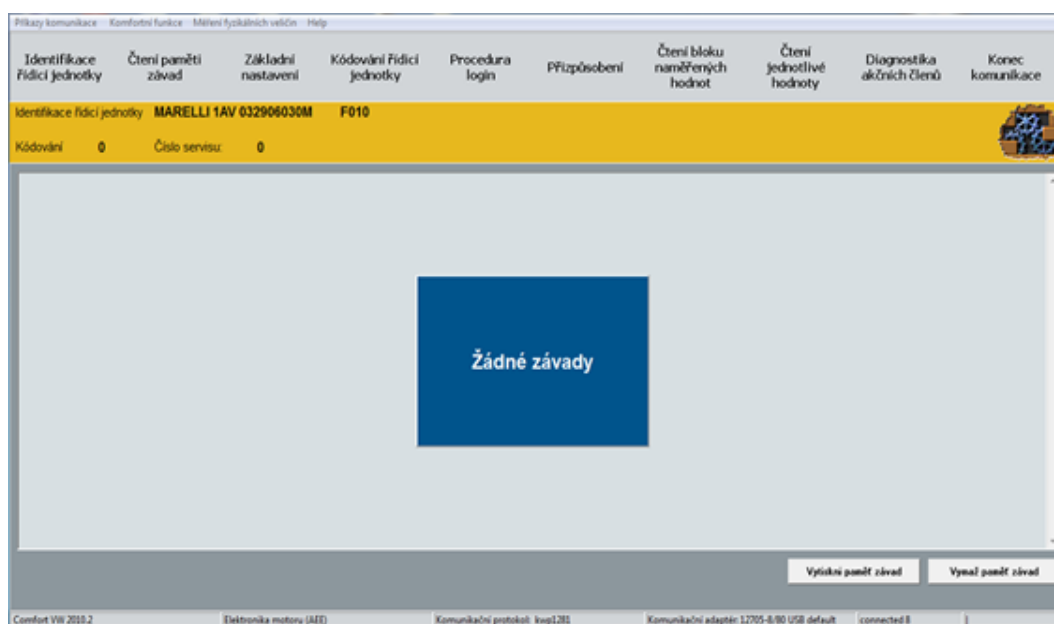 Příkazy komunikace Komfortní funkce Měření fyzikálních veličin Help
Identifikace řídicí jednotky
Čtení paměti závad
Základní nastavení
Kódování řídicí jednotky
Procedura login
Přizpůsobení
Čtení bloku naměřených hodnot
Čtení jednotlivé hodnoty
Diagnostika akčních členů
Konec komunikace
Identifikace řídicí jednotky MARELLI 1AV 032906030M F010
Kódování 0 Číslo servisu: 0
Žádné závady
Vytiskni paměť závad Vymaž paměť závad
Comfort VW 2010.2 Elektronika motoru (AEE) Komunikační protokol: kwp1281 Komunikační adaptér: 12705-8/80 USB default connected 8